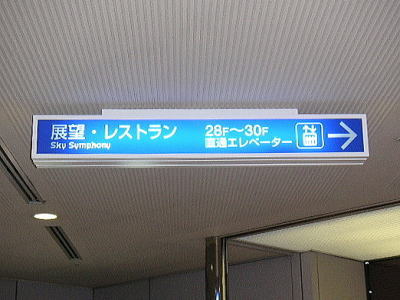 展望・レストラン
Sky Symphony
28F～30F
直通エレベーター